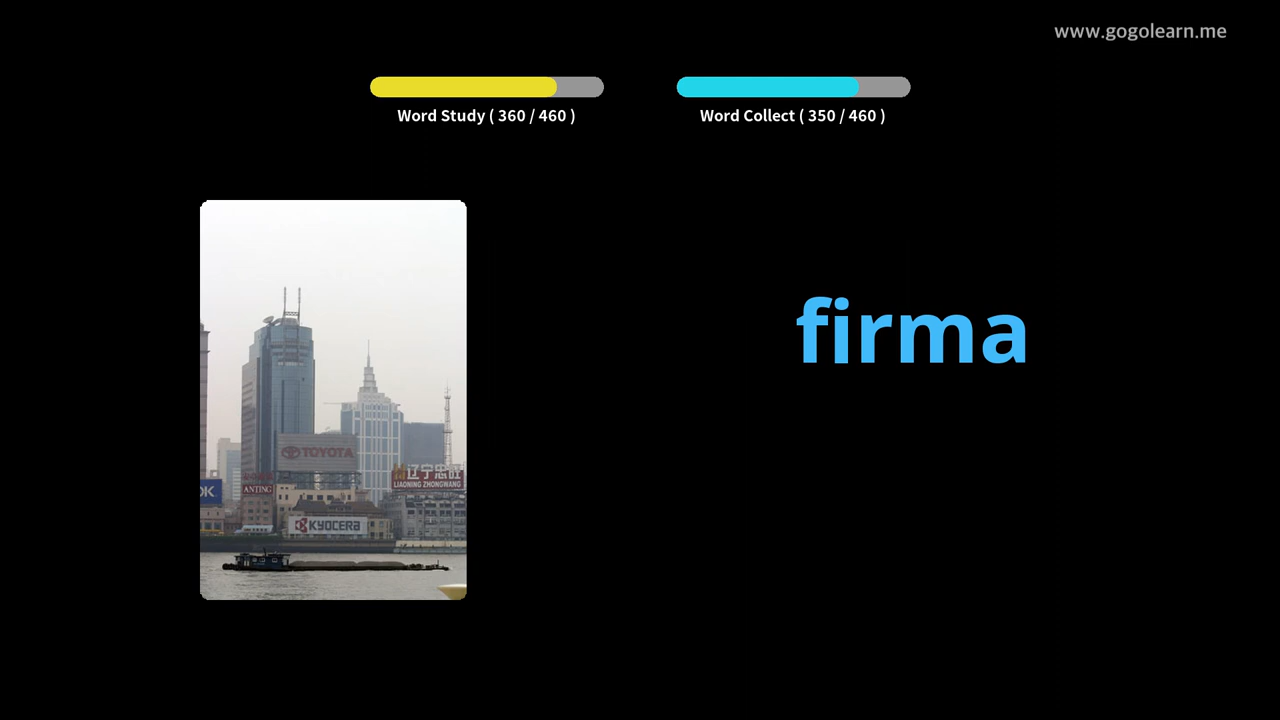 www.gogolearn.me
Word Study ( 360 / 460 )
Word Collect ( 350 / 460 )
firma
TOYOTA
辽宁忠旺
LIAONING ZHONGWANG
OK
ANTING
KYOCERA